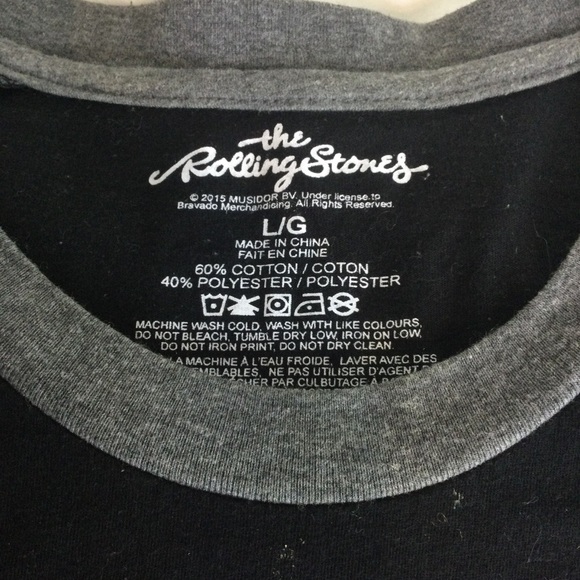 the
Rolling Stones
© 2015 MUSIDOR BV. Under license to
Bravado Merchandising. All Rights Reserved.
L/G
MADE IN CHINA
FAIT EN CHINE
60% COTTON / COTON
40% POLYESTER / POLYESTER
MACHINE WASH COLD, WASH WITH LIKE COLOURS,
DO NOT BLEACH, TUMBLE DRY LOW, IRON ON LOW,
DO NOT IRON PRINT, DO NOT DRY CLEAN.
LA MACHINE À L'EAU FROIDE, LAVER AVEC DES
EMBLABLES, NE PAS UTILISER D'AGENT
CHER PAR CULBUTAGE À